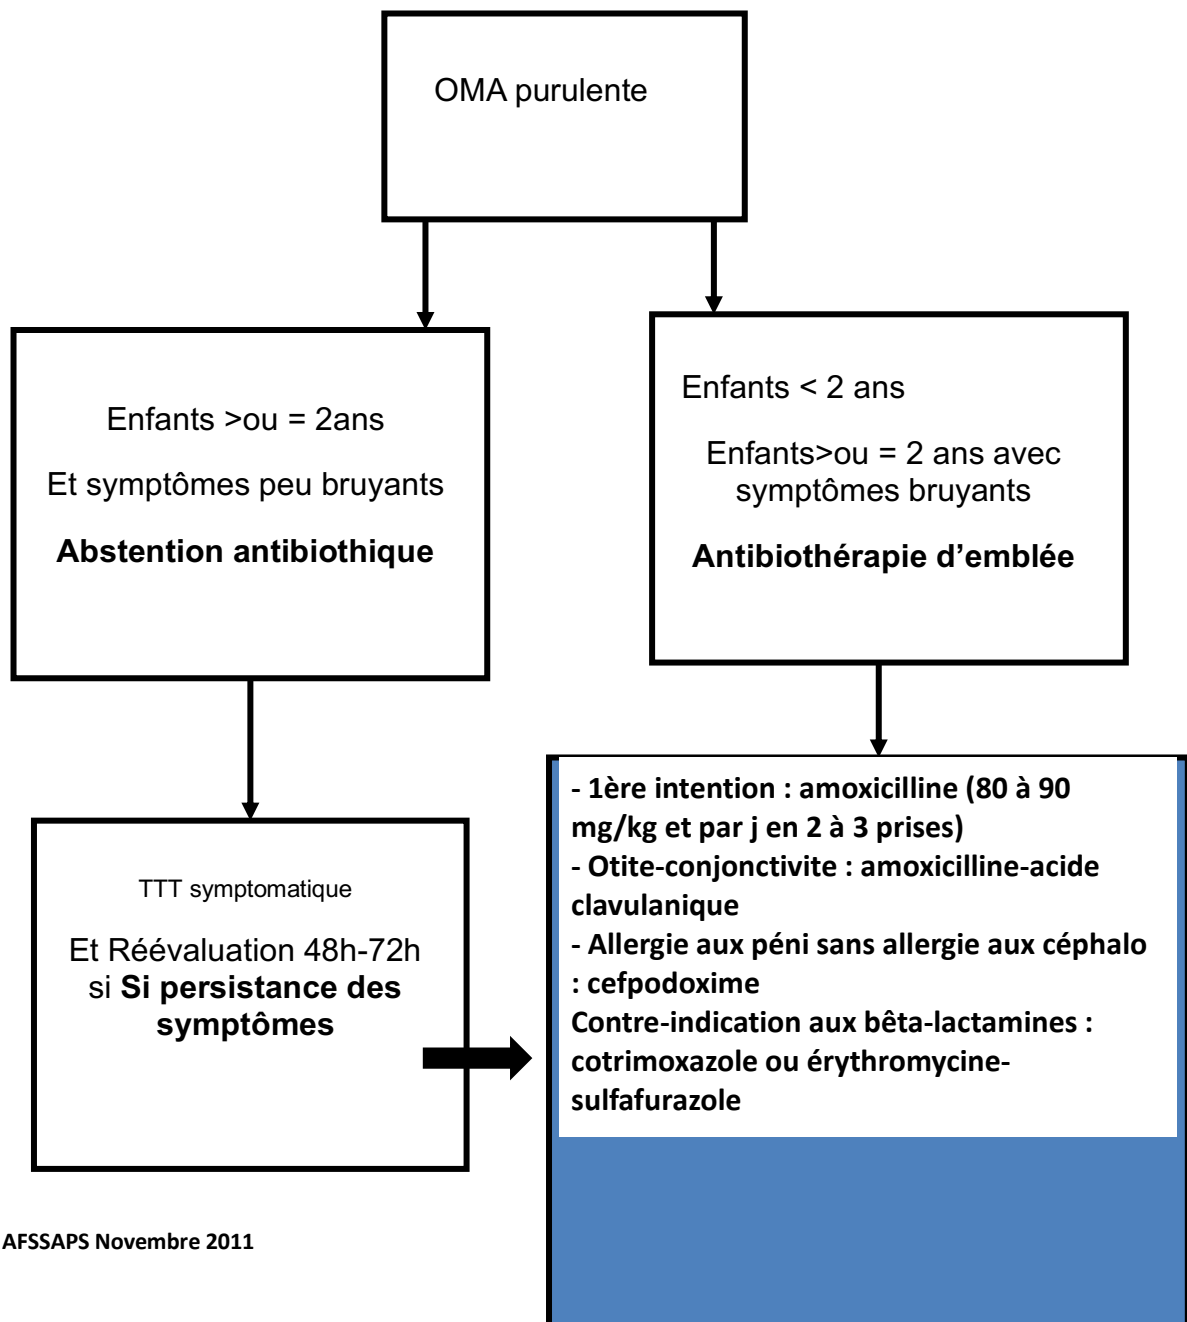 OMA purulente
Enfants >ou = 2ans
Et symptômes peu bruyants
Abstention antibiothique
Enfants < 2 ans
Enfants>ou = 2 ans avec
symptômes bruyants
Antibiothérapie d’emblée
TTT symptomatique
Et Réévaluation 48h-72h
si Si persistance des
symptômes
- 1ère intention : amoxicilline (80 à 90
mg/kg et par j en 2 à 3 prises)
- Otite-conjonctivite : amoxicilline-acide
clavulanique
- Allergie aux péni sans allergie aux céphalo
: cefpodoxime
Contre-indication aux bêta-lactamines :
cotrimoxazole ou érythromycine-
sulfafurazole
AFSSAPS Novembre 2011